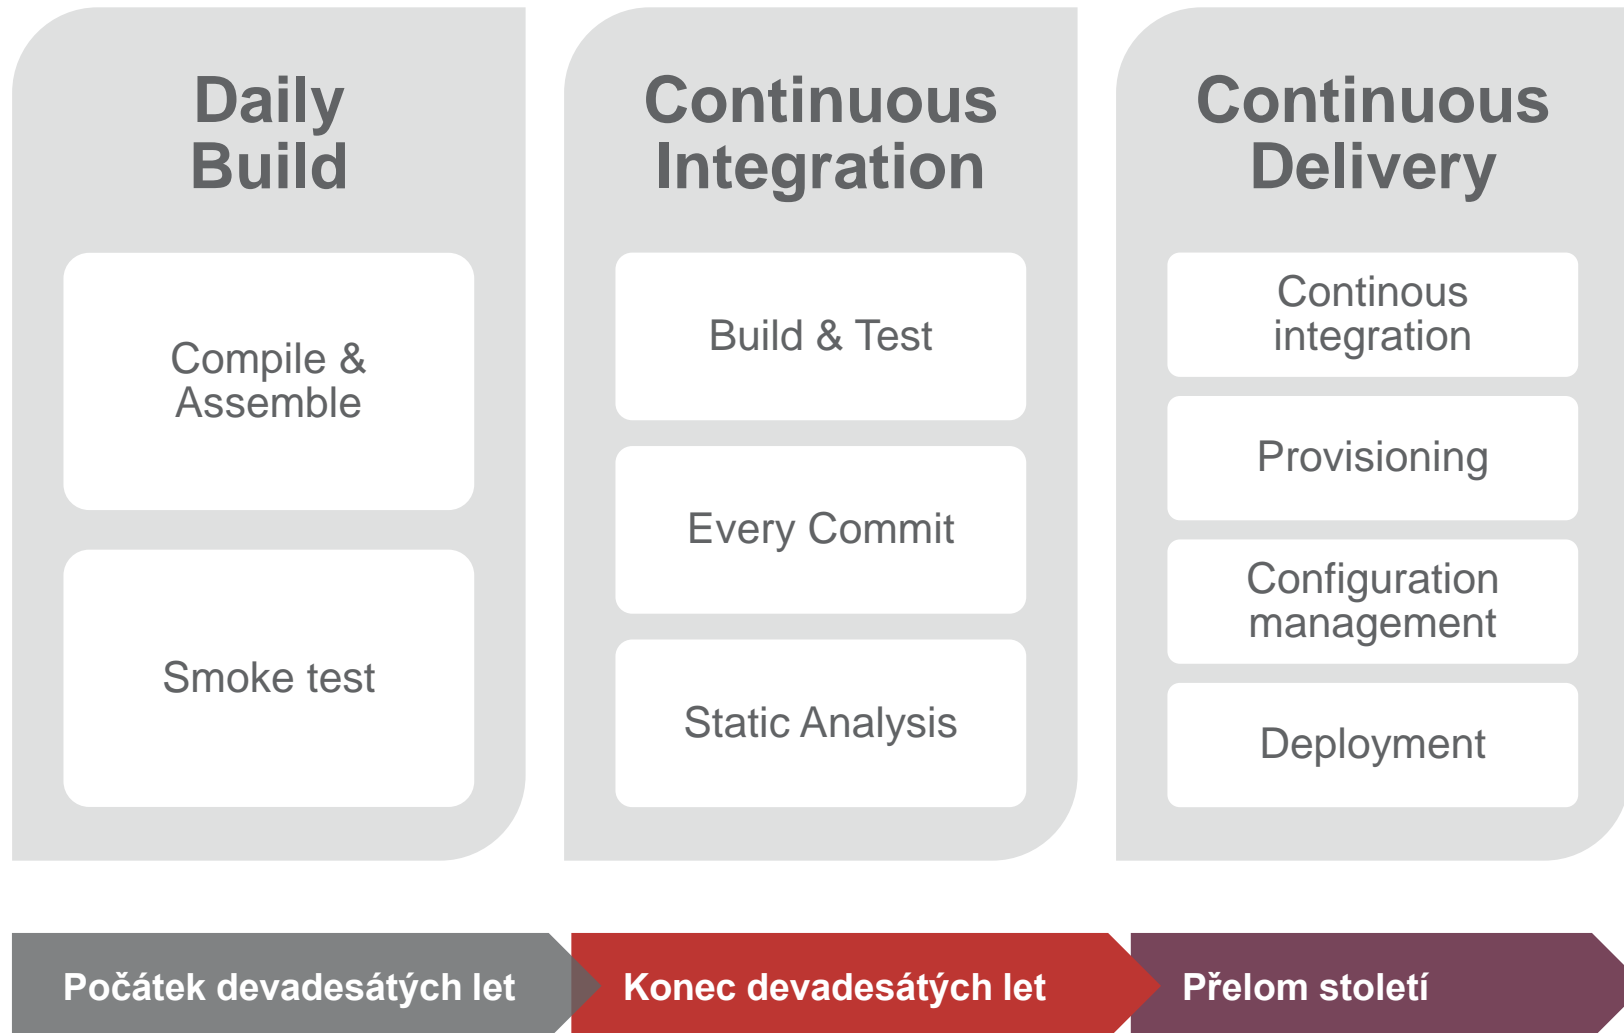 Daily
Build
Compile &
Assemble
Smoke test
Continuous
Integration
Build & Test
Every Commit
Static Analysis
Continuous
Delivery
Continous
integration
Provisioning
Configuration
management
Deployment
Počátek devadesátých let
Konec devadesátých let
Přelom století